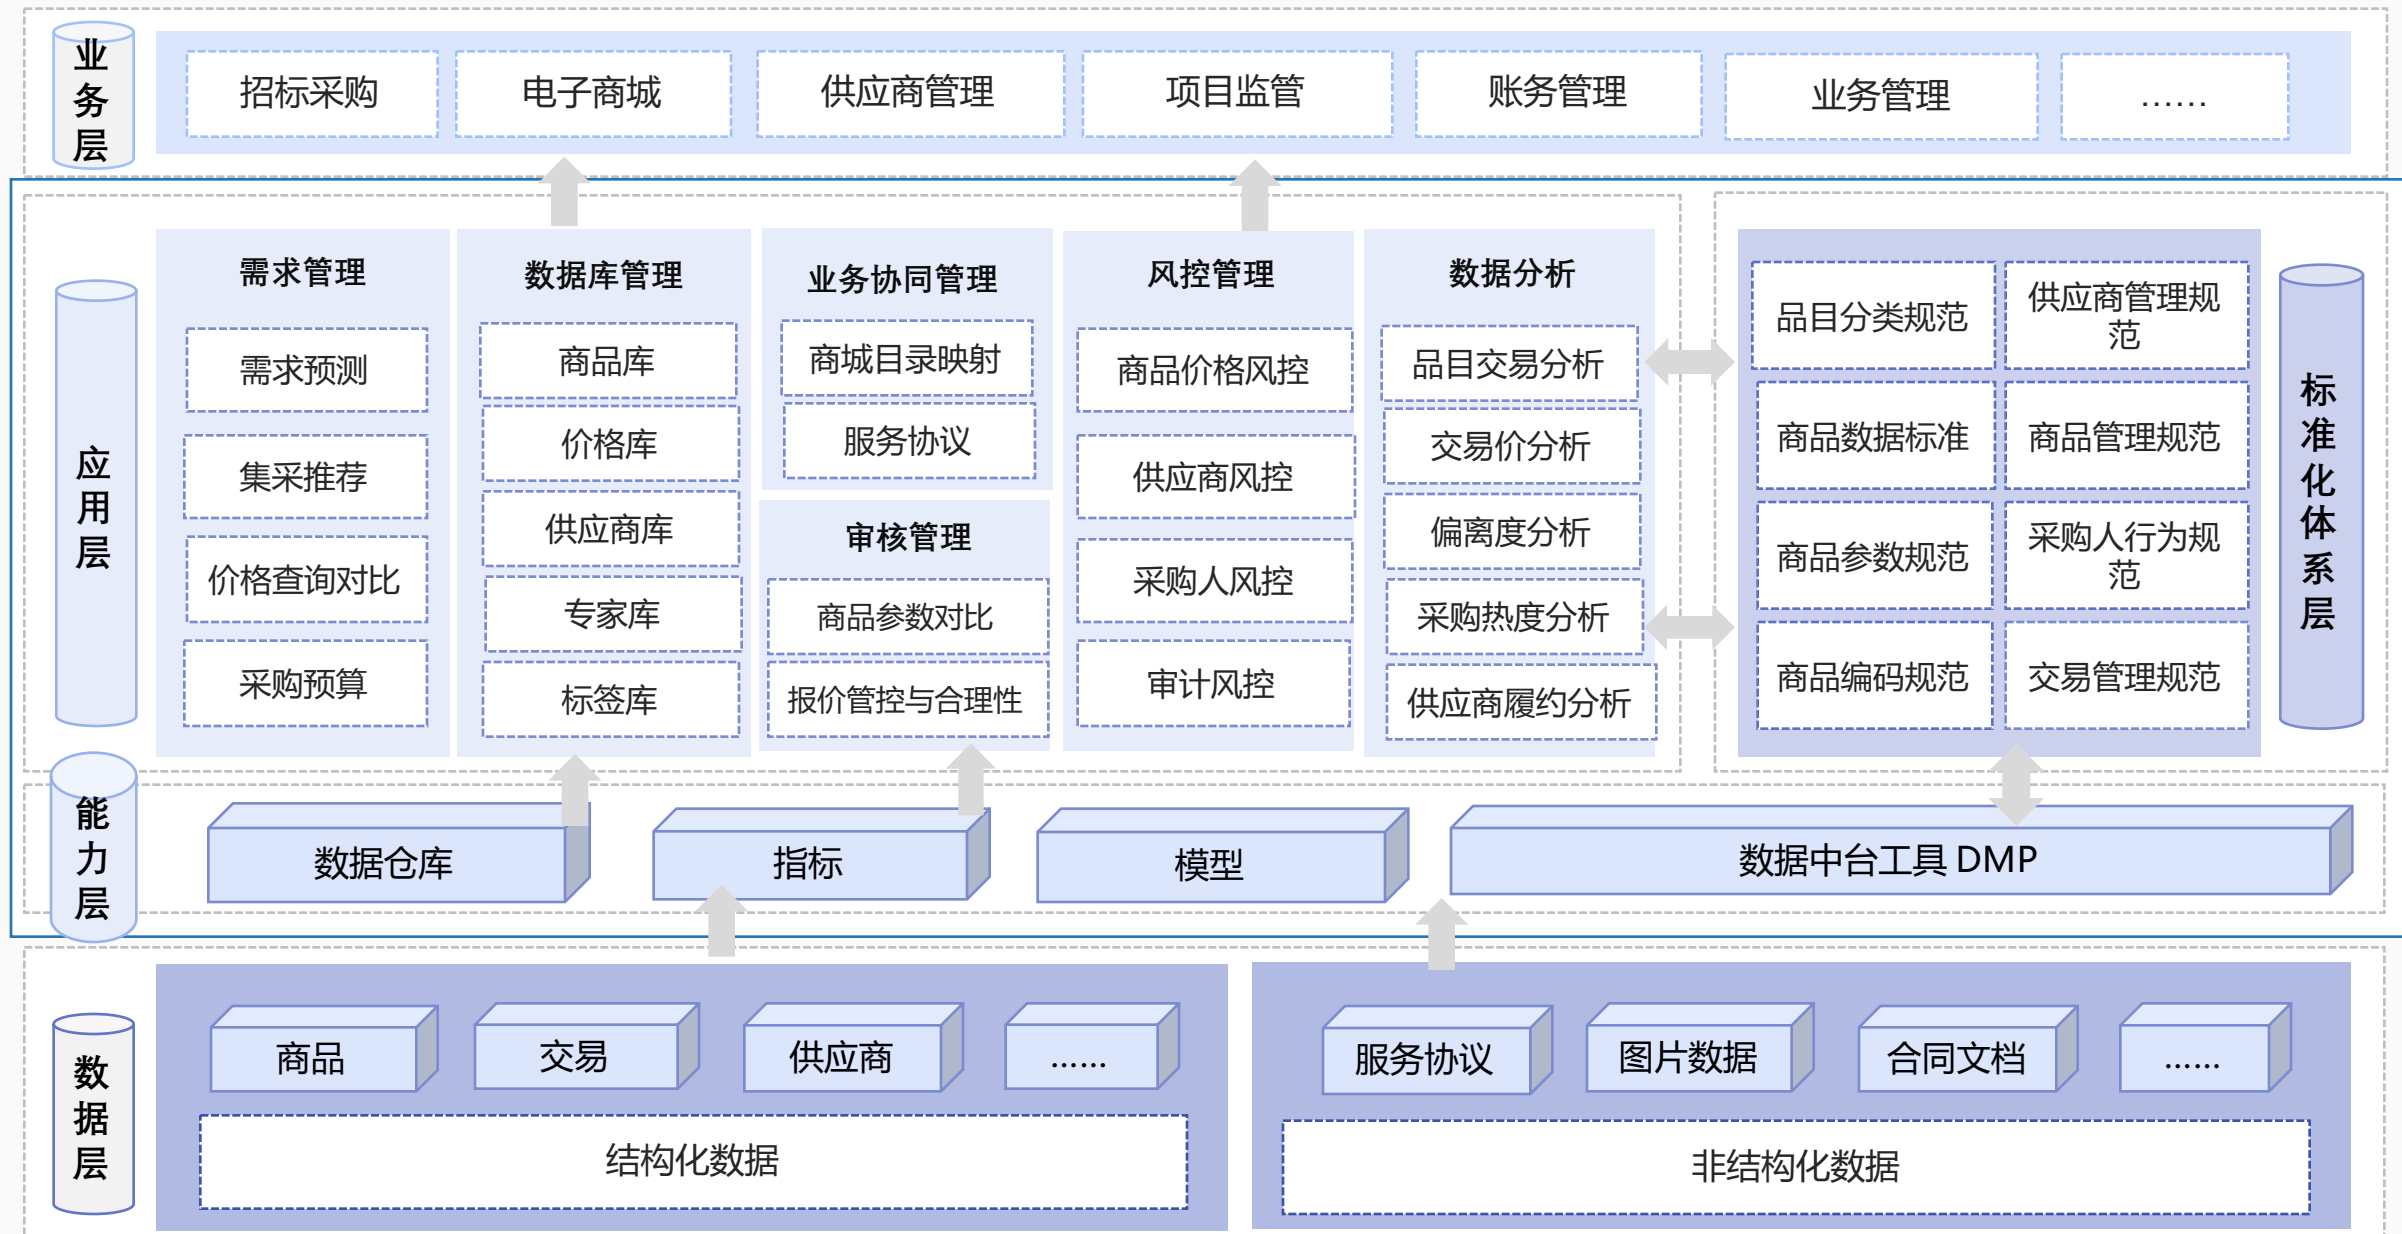 业务层
招标采购
电子商城
供应商管理
项目监管
账务管理
业务管理
……
应用层
需求管理
需求预测
集采推荐
价格查询对比
采购预算
数据库管理
商品库
价格库
供应商库
专家库
标签库
业务协同管理
商城目录映射
服务协议
审核管理
商品参数对比
报价管控与合理性
风控管理
商品价格风控
供应商风控
采购人风控
审计风控
数据分析
品目交易分析
交易价分析
偏离度分析
采购热度分析
供应商履约分析
品目分类规范
供应商管理规
范
商品数据标准
商品管理规范
商品参数规范
采购人行为规
范
商品编码规范
交易管理规范
标准化体系层
能力层
数据仓库
指标
模型
数据中台工具 DMP
数据层
商品
交易
供应商
……
结构化数据
服务协议
图片数据
合同文档
……
非结构化数据